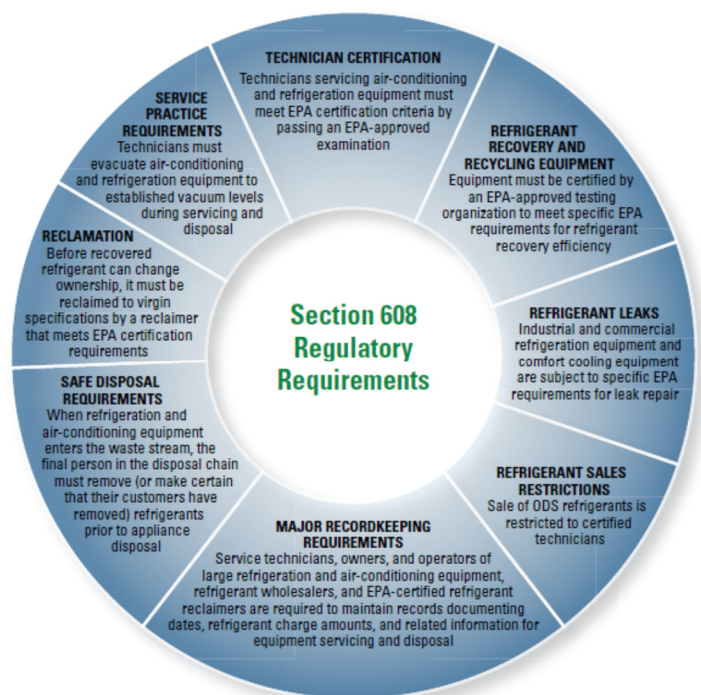 TECHNICIAN CERTIFICATION
Technicians servicing air-conditioning
and refrigeration equipment must
meet EPA certification criteria by
passing an EPA-approved
examination
REFRIGERANT
RECOVERY AND
RECYCLING EQUIPMENT
Equipment must be certified by
an EPA-approved testing
organization to meet specific EPA
requirements for refrigerant
recovery efficiency
REFRIGERANT LEAKS
Industrial and commercial
refrigeration equipment and
comfort cooling equipment
are subject to specific EPA
requirements for leak repair
REFRIGERANT SALES
RESTRICTIONS
Sale of ODS refrigerants is
restricted to certified
technicians
MAJOR RECORDKEEPING
REQUIREMENTS
Service technicians, owners, and operators of
large refrigeration and air-conditioning equipment,
refrigerant wholesalers, and EPA-certified refrigerant
reclaimers are required to maintain records documenting
dates, refrigerant charge amounts, and related information for
equipment servicing and disposal
SAFE DISPOSAL
REQUIREMENTS
When refrigeration and
air-conditioning equipment
enters the waste stream, the
final person in the disposal chain
must remove (or make certain
that their customers have
removed) refrigerants
prior to appliance
disposal
RECLAMATION
Before recovered
refrigerant can change
ownership, it must be
reclaimed to virgin
specifications by a reclaimer
that meets EPA certification
requirements
SERVICE
PRACTICE
REQUIREMENTS
Technicians must
evacuate air-conditioning
and refrigeration equipment to
established vacuum levels
during servicing and
disposal
Section 608
Regulatory
Requirements